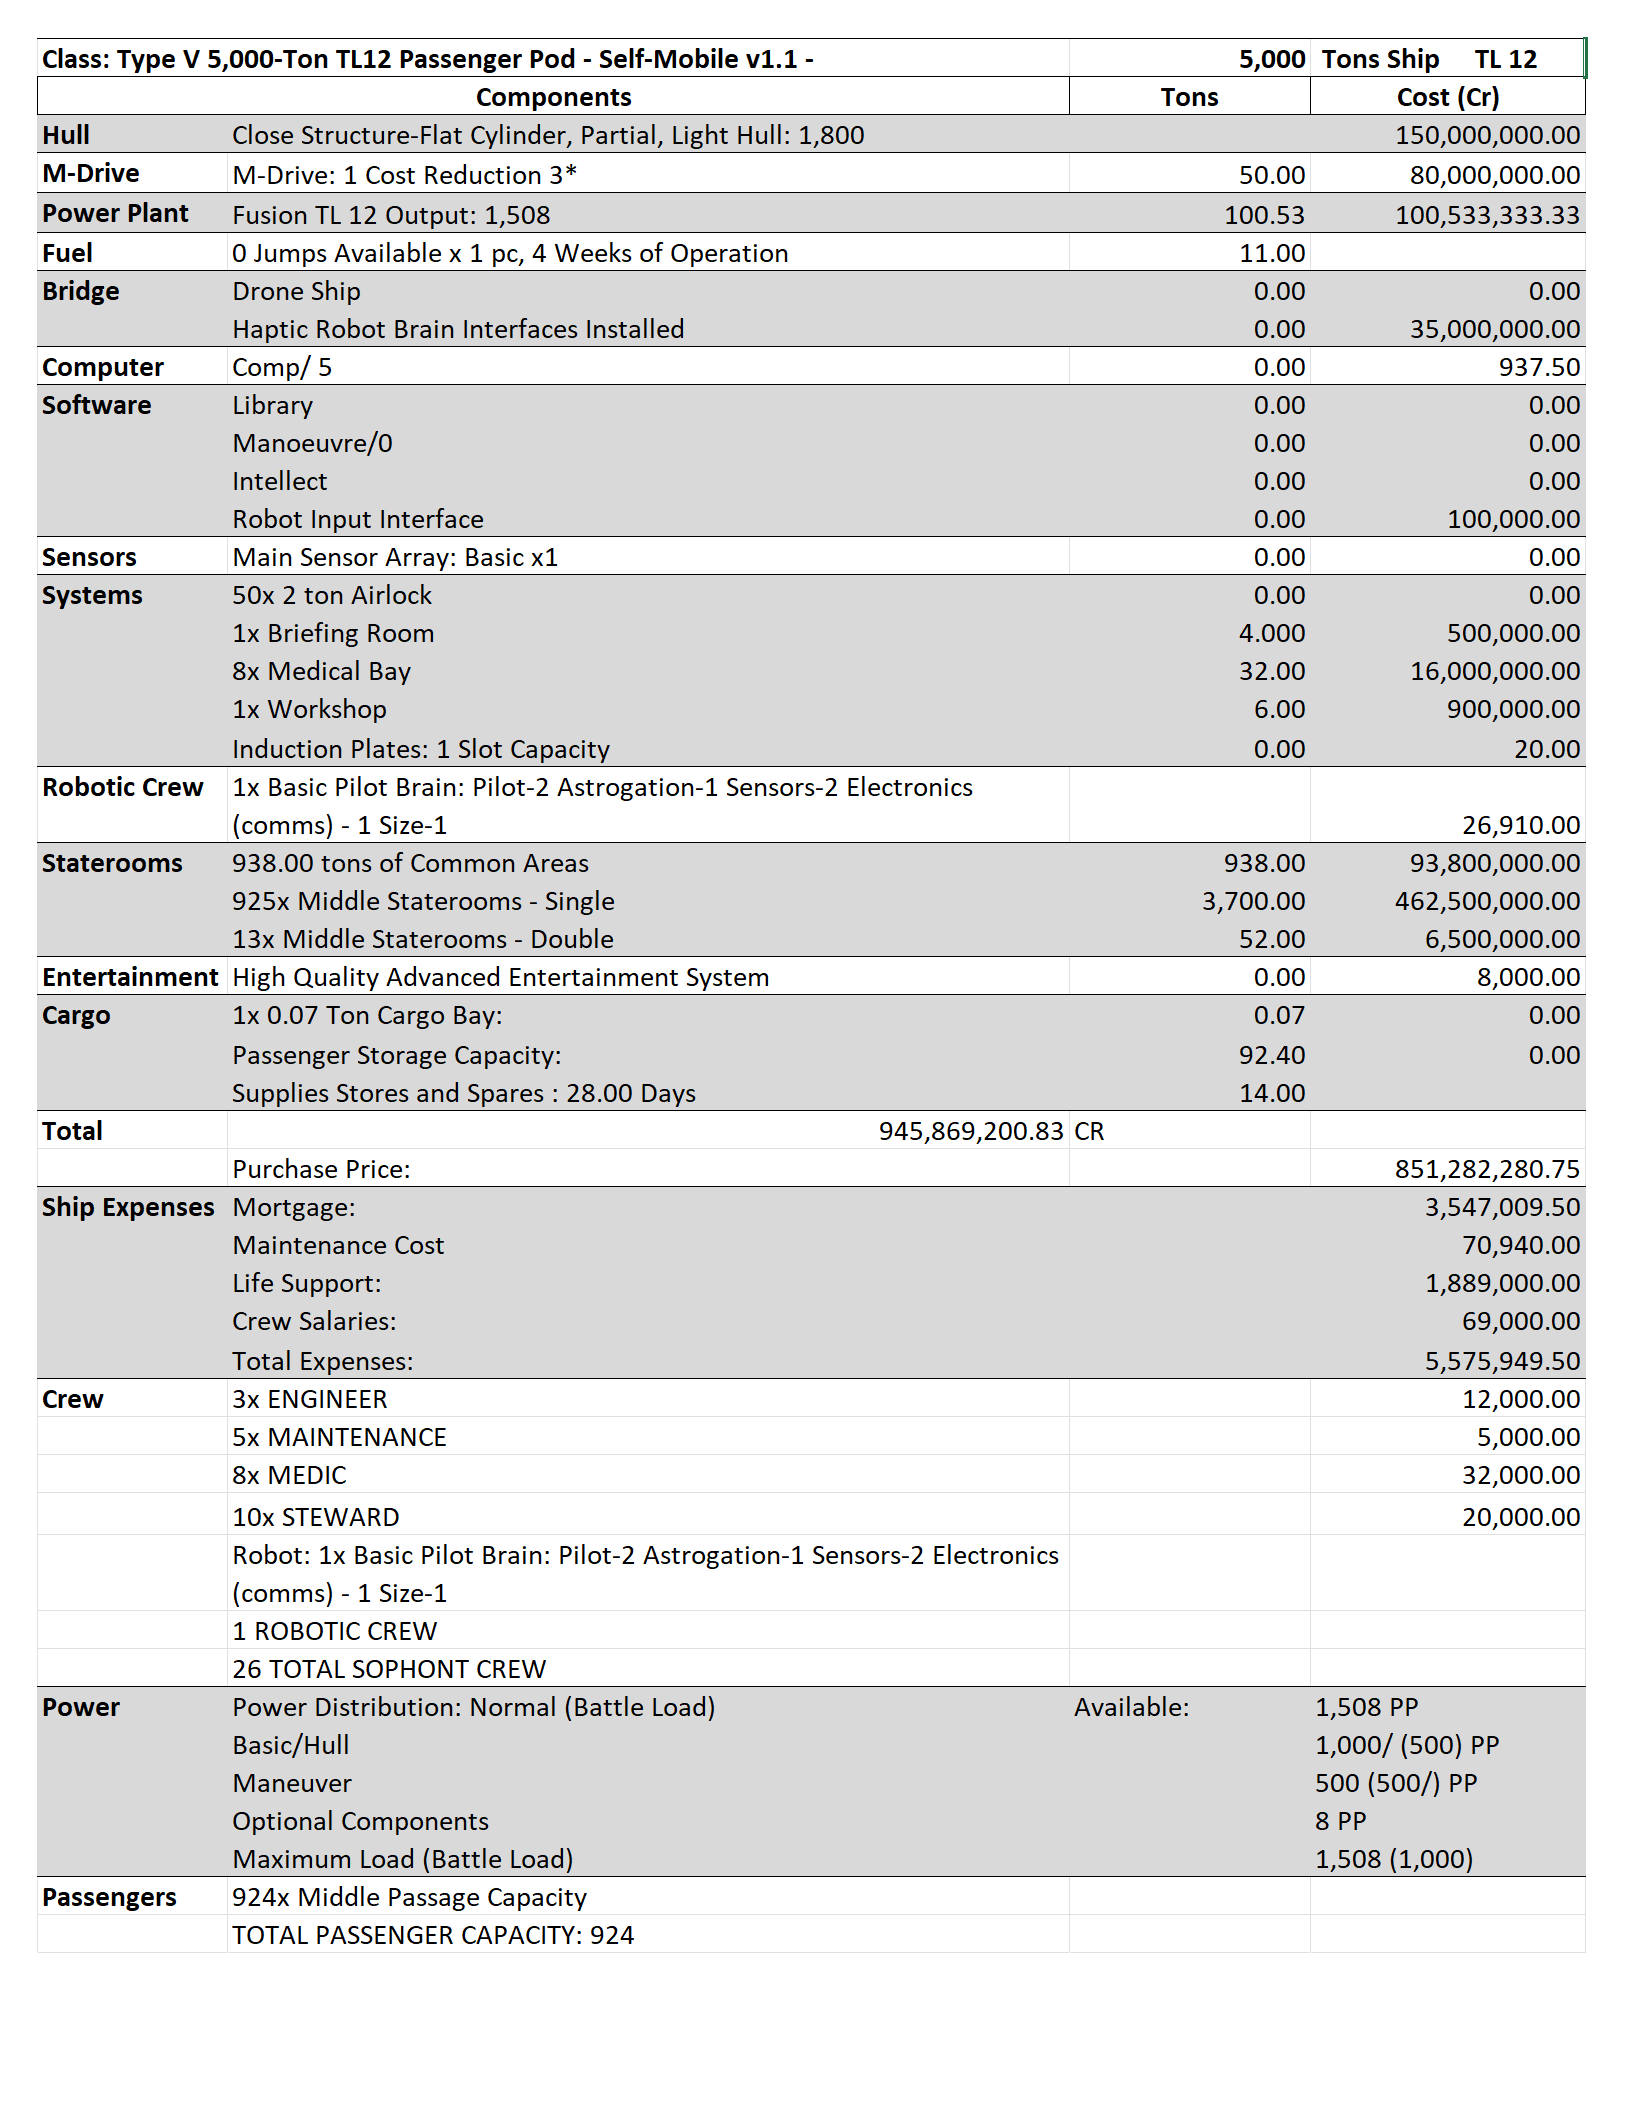 Class: Type V 5,000-Ton TL12 Passenger Pod - Self-Mobile v1.1 - 5,000 Tons Ship TL 12
Components Tons Cost (Cr)
Hull Close Structure-Flat Cylinder, Partial, Light Hull: 1,800 150,000,000.00
M-Drive M-Drive: 1 Cost Reduction 3* 50.00 80,000,000.00
Power Plant Fusion TL 12 Output: 1,508 100.53 100,533,333.33
Fuel 0 Jumps Available x 1 pc, 4 Weeks of Operation 11.00
Bridge Drone Ship 0.00 0.00
Haptic Robot Brain Interfaces Installed 0.00 35,000,000.00
Computer Comp/ 5 0.00 937.50
Software Library 0.00 0.00
Manoeuvre/0 0.00 0.00
Intellect 0.00 0.00
Robot Input Interface 0.00 100,000.00
Sensors Main Sensor Array: Basic x1 0.00 0.00
Systems 50x 2 ton Airlock 0.00 0.00
1x Briefing Room 4.000 500,000.00
8x Medical Bay 32.00 16,000,000.00
1x Workshop 6.00 900,000.00
Induction Plates: 1 Slot Capacity 0.00 20.00
Robotic Crew 1x Basic Pilot Brain: Pilot-2 Astrogation-1 Sensors-2 Electronics
(comms) - 1 Size-1 26,910.00
Staterooms 938.00 tons of Common Areas 938.00 93,800,000.00
925x Middle Staterooms - Single 3,700.00 462,500,000.00
13x Middle Staterooms - Double 52.00 6,500,000.00
Entertainment High Quality Advanced Entertainment System 0.00 8,000.00
Cargo 1x 0.07 Ton Cargo Bay: 0.07 0.00
Passenger Storage Capacity: 92.40 0.00
Supplies Stores and Spares : 28.00 Days 14.00
Total 945,869,200.83 CR
Purchase Price: 851,282,280.75
Ship Expenses Mortgage: 3,547,009.50
Maintenance Cost 70,940.00
Life Support: 1,889,000.00
Crew Salaries: 69,000.00
Total Expenses: 5,575,949.50
Crew 3x ENGINEER 12,000.00
5x MAINTENANCE 5,000.00
8x MEDIC 32,000.00
10x STEWARD 20,000.00
Robot: 1x Basic Pilot Brain: Pilot-2 Astrogation-1 Sensors-2 Electronics
(comms) - 1 Size-1
1 ROBOTIC CREW
26 TOTAL SOPHONT CREW
Power Power Distribution: Normal (Battle Load) Available: 1,508 PP
Basic/Hull 1,000/ (500) PP
Maneuver 500 (500/) PP
Optional Components 8 PP
Maximum Load (Battle Load) 1,508 (1,000)
Passengers 924x Middle Passage Capacity
TOTAL PASSENGER CAPACITY: 924